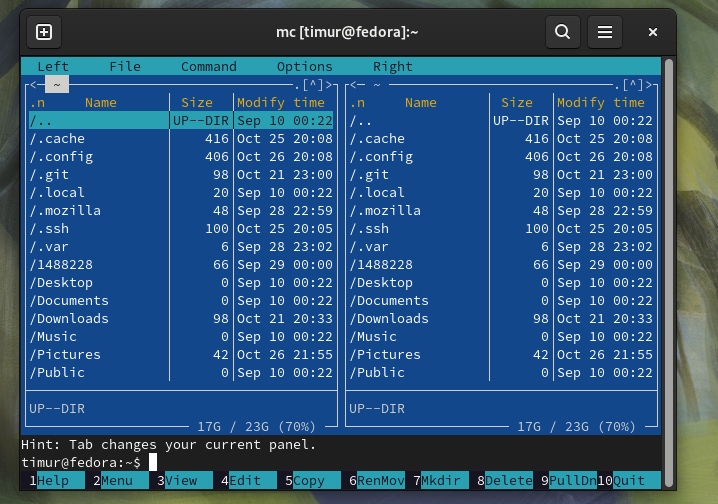 mc [timur@fedora]:~
Left File Command Options Right
<- ~ .[^]> <- ~ .[^]>
.n Name Size Modify time .n Name Size Modify time
/.. UP--DIR Sep 10 00:22 /.. UP--DIR Sep 10 00:22
/.cache 416 Oct 25 20:08 /.cache 416 Oct 25 20:08
/.config 406 Oct 26 20:08 /.config 406 Oct 26 20:08
/.git 98 Oct 21 23:00 /.git 98 Oct 21 23:00
/.local 20 Sep 10 00:22 /.local 20 Sep 10 00:22
/.mozilla 48 Sep 28 22:59 /.mozilla 48 Sep 28 22:59
/.ssh 100 Oct 25 20:05 /.ssh 100 Oct 25 20:05
/.var 6 Sep 28 23:02 /.var 6 Sep 28 23:02
/1488228 66 Sep 29 00:00 /1488228 66 Sep 29 00:00
/Desktop 0 Sep 10 00:22 /Desktop 0 Sep 10 00:22
/Documents 0 Sep 10 00:22 /Documents 0 Sep 10 00:22
/Downloads 98 Oct 21 20:33 /Downloads 98 Oct 21 20:33
/Music 0 Sep 10 00:22 /Music 0 Sep 10 00:22
/Pictures 42 Oct 26 21:55 /Pictures 42 Oct 26 21:55
/Public 0 Sep 10 00:22 /Public 0 Sep 10 00:22
UP--DIR UP--DIR
17G / 23G (70%) 17G / 23G (70%)
Hint: Tab changes your current panel.
timur@fedora:~$
1Help 2Menu 3View 4Edit 5Copy 6RenMov 7Mkdir 8Delete 9PullDn 10Quit